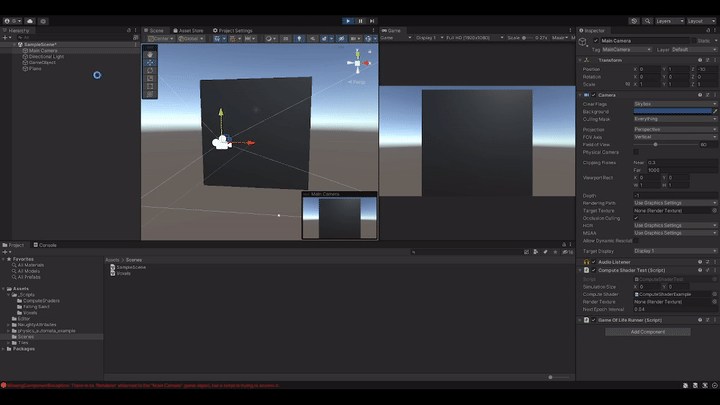 G
Layers
Layout
SampleScene*
Main Camera
Directional Light
GameObject
Plane
Scene
Asset Store
Project Settings
Center
Global
< Persp
Main Camera
Game
Game
Display 1
Full HD (1920x1080)
Scale
0.27x
Inspector
Main Camera
Static
Tag
MainCamera
Layer
Default
Transform
Position
X 0
Y 1
Z -10
Rotation
X 0
Y 0
Z 0
Scale
X 1
Y 1
Z 1
Camera
Clear Flags
Skybox
Background
Culling Mask
Everything
Projection
Perspective
FOV Axis
Vertical
Field of View
60
Physical Camera
Clipping Planes
Near 0.3
Far 1000
Viewport Rect
X 0
Y 0
W 1
H 1
Depth
-1
Rendering Path
Use Graphics Settings
Target Texture
None (Render Texture)
Occlusion Culling
HDR
Use Graphics Settings
MSAA
Use Graphics Settings
Allow Dynamic Resolution
Target Display
Display 1
Audio Listener
Compute Shader Test (Script)
Script
ComputeShaderTest
Simulation Size
X 0
Y 0
Compute Shader
ComputeShaderExample
Render Texture
None (Render Texture)
Next Epoch Interval
0.04
Game Of Life Runner (Script)
Add Component
Project
Console
Favorites
All Materials
All Models
All Prefabs
Assets
_Scripts
ComputeShaders
Falling Sand
Voxels
Editor
NaughtyAttributes
physics_automata_example
Scenes
Tiles
Packages
Assets > Scenes
SampleScene
Voxels